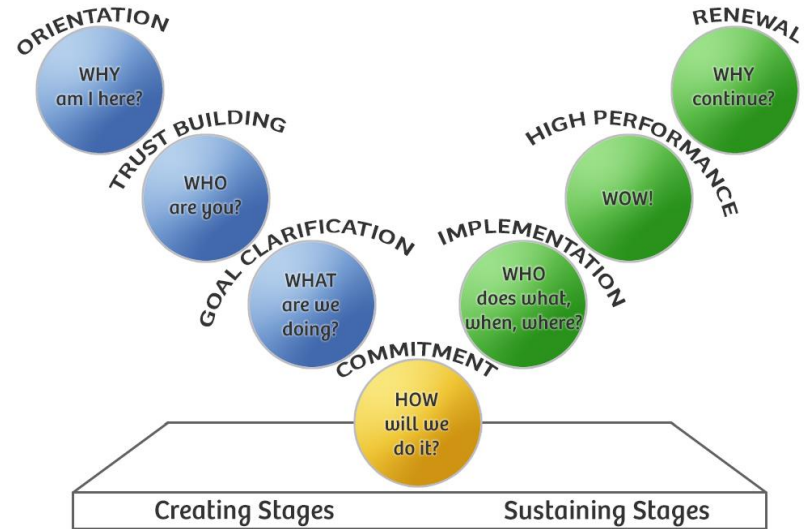 ORIENTATION
WHY
am I here?
TRUST BUILDING
WHO
are you?
GOAL CLARIFICATION
WHAT
are we
doing?
COMMITMENT
HOW
will we
do it?
IMPLEMENTATION
WHO
does what,
when, where?
HIGH PERFORMANCE
WOW!
RENEWAL
WHY
continue?
Creating Stages
Sustaining Stages